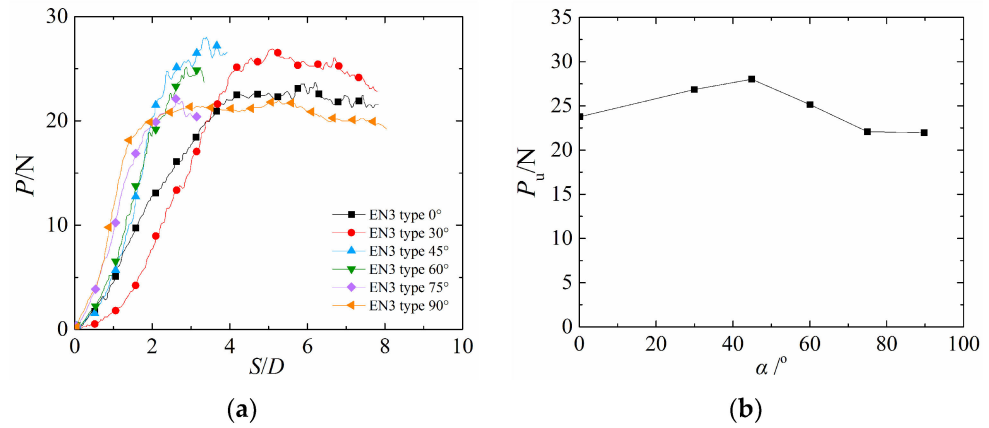 30
20
10
0
P/N
0 2 4 6 8 10
S/D
EN3 type 0°
EN3 type 30°
EN3 type 45°
EN3 type 60°
EN3 type 75°
EN3 type 90°
(a)
35
30
25
20
15
10
5
0
Pu/N
0 20 40 60 80 100
α /°
(b)